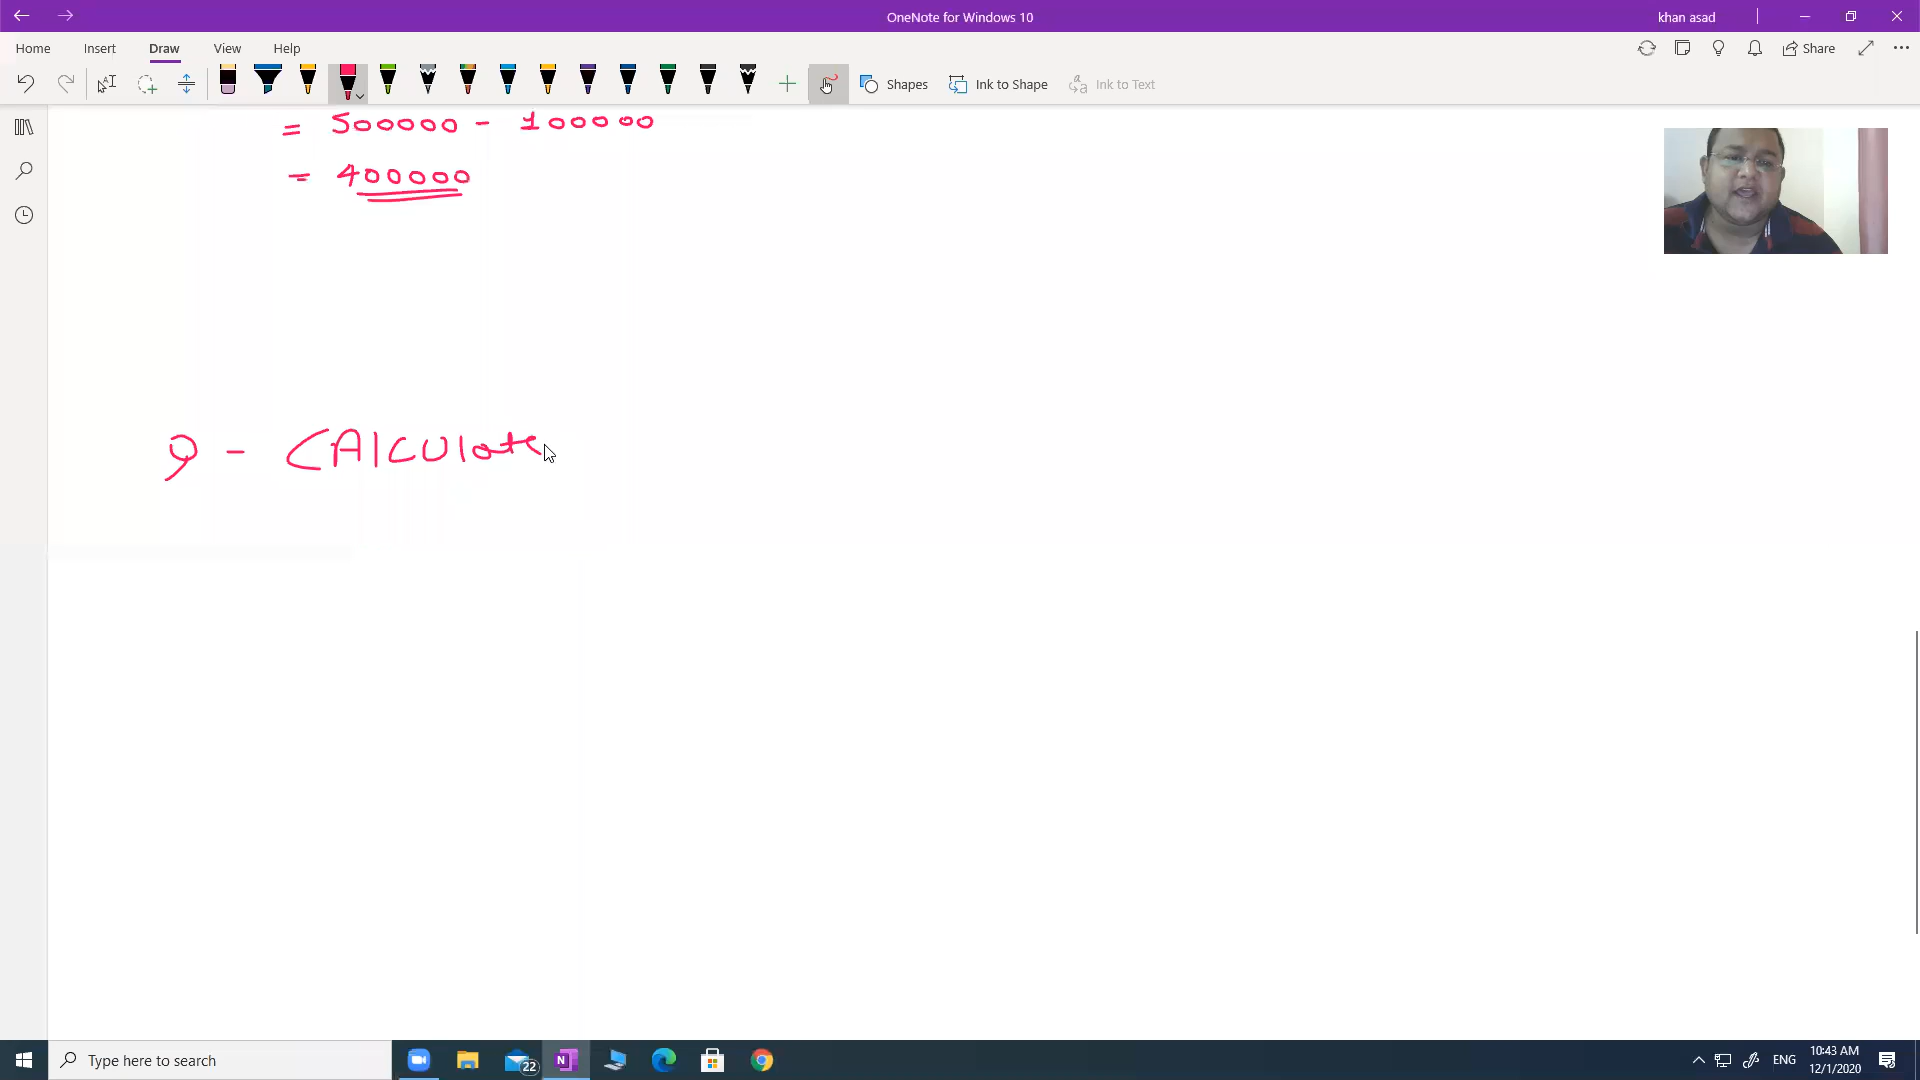 OneNote for Windows 10
khan asad
Home Insert Draw View Help
Share
Shapes Ink to Shape Ink to Text
= 500000 - 100000
= 400000
Q - CAlCUlate
Type here to search
22
ENG
10:43 AM
12/1/2020